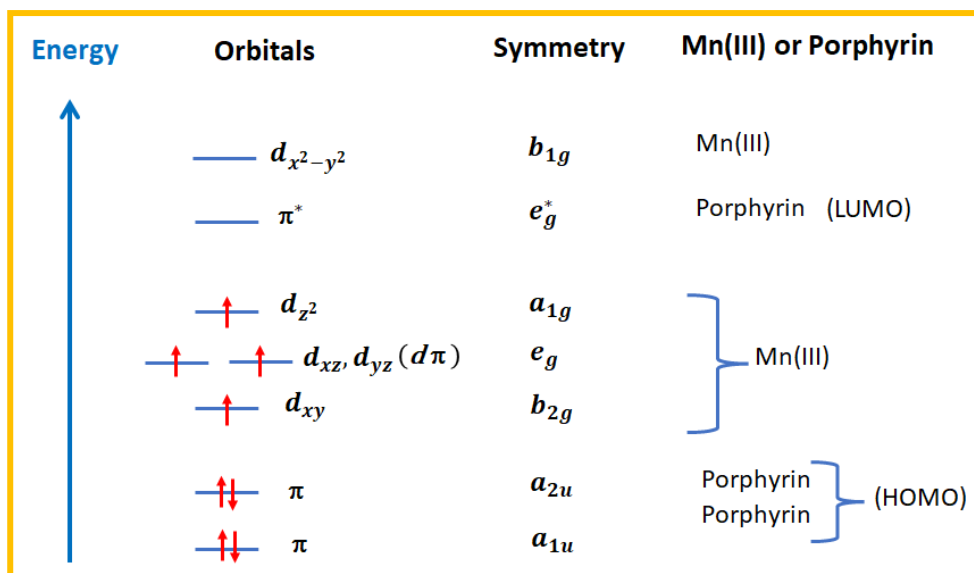 Energy Orbitals Symmetry Mn(III) or Porphyrin
d_{x²−y²} b_{1g} Mn(III)
π* e_g^* Porphyrin (LUMO)
d_{z²} a_{1g}
d_{xz}, d_{yz} (dπ) e_g Mn(III)
d_{xy} b_{2g}
π a_{2u} Porphyrin
Porphyrin (HOMO)
π a_{1u}